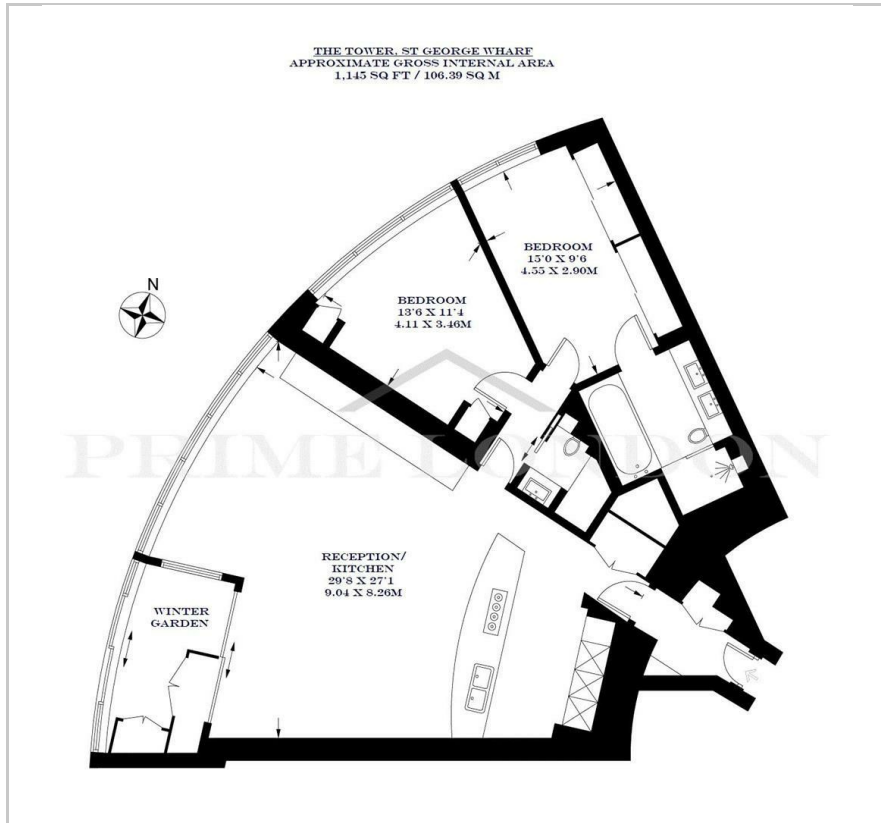 THE TOWER, ST GEORGE WHARF
APPROXIMATE GROSS INTERNAL AREA
1,145 SQ FT / 106.39 SQ M
BEDROOM
15'0 X 9'6
4.55 X 2.90M
N
BEDROOM
13'6 X 11'4
4.11 X 3.46M
PRIME LONDON
RECEPTION/
KITCHEN
29'8 X 27'1
9.04 X 8.26M
WINTER
GARDEN